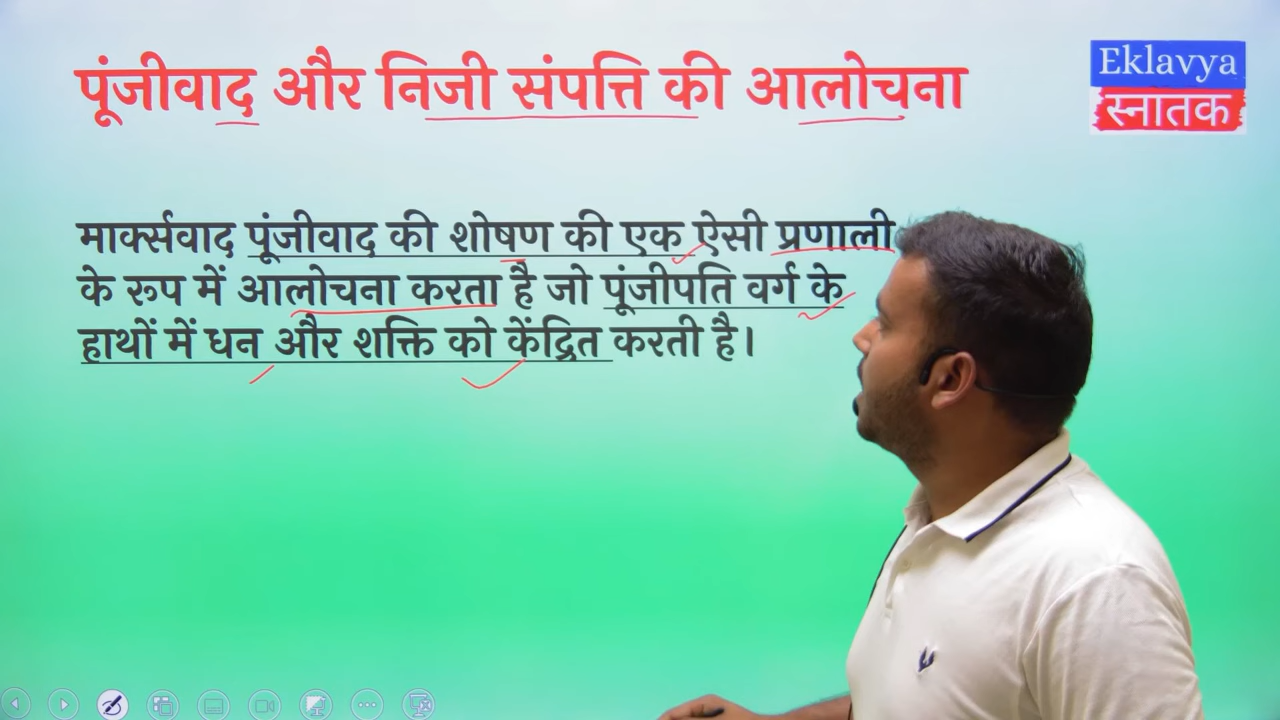 पूंजीवाद और निजी संपत्ति की आलोचना
Eklavya
स्नातक
मार्क्सवाद पूंजीवाद की शोषण की एक ऐसी प्रणाली
के रूप में आलोचना करता है जो पूंजीपति वर्ग के
हाथों में धन और शक्ति को केंद्रित करती है।